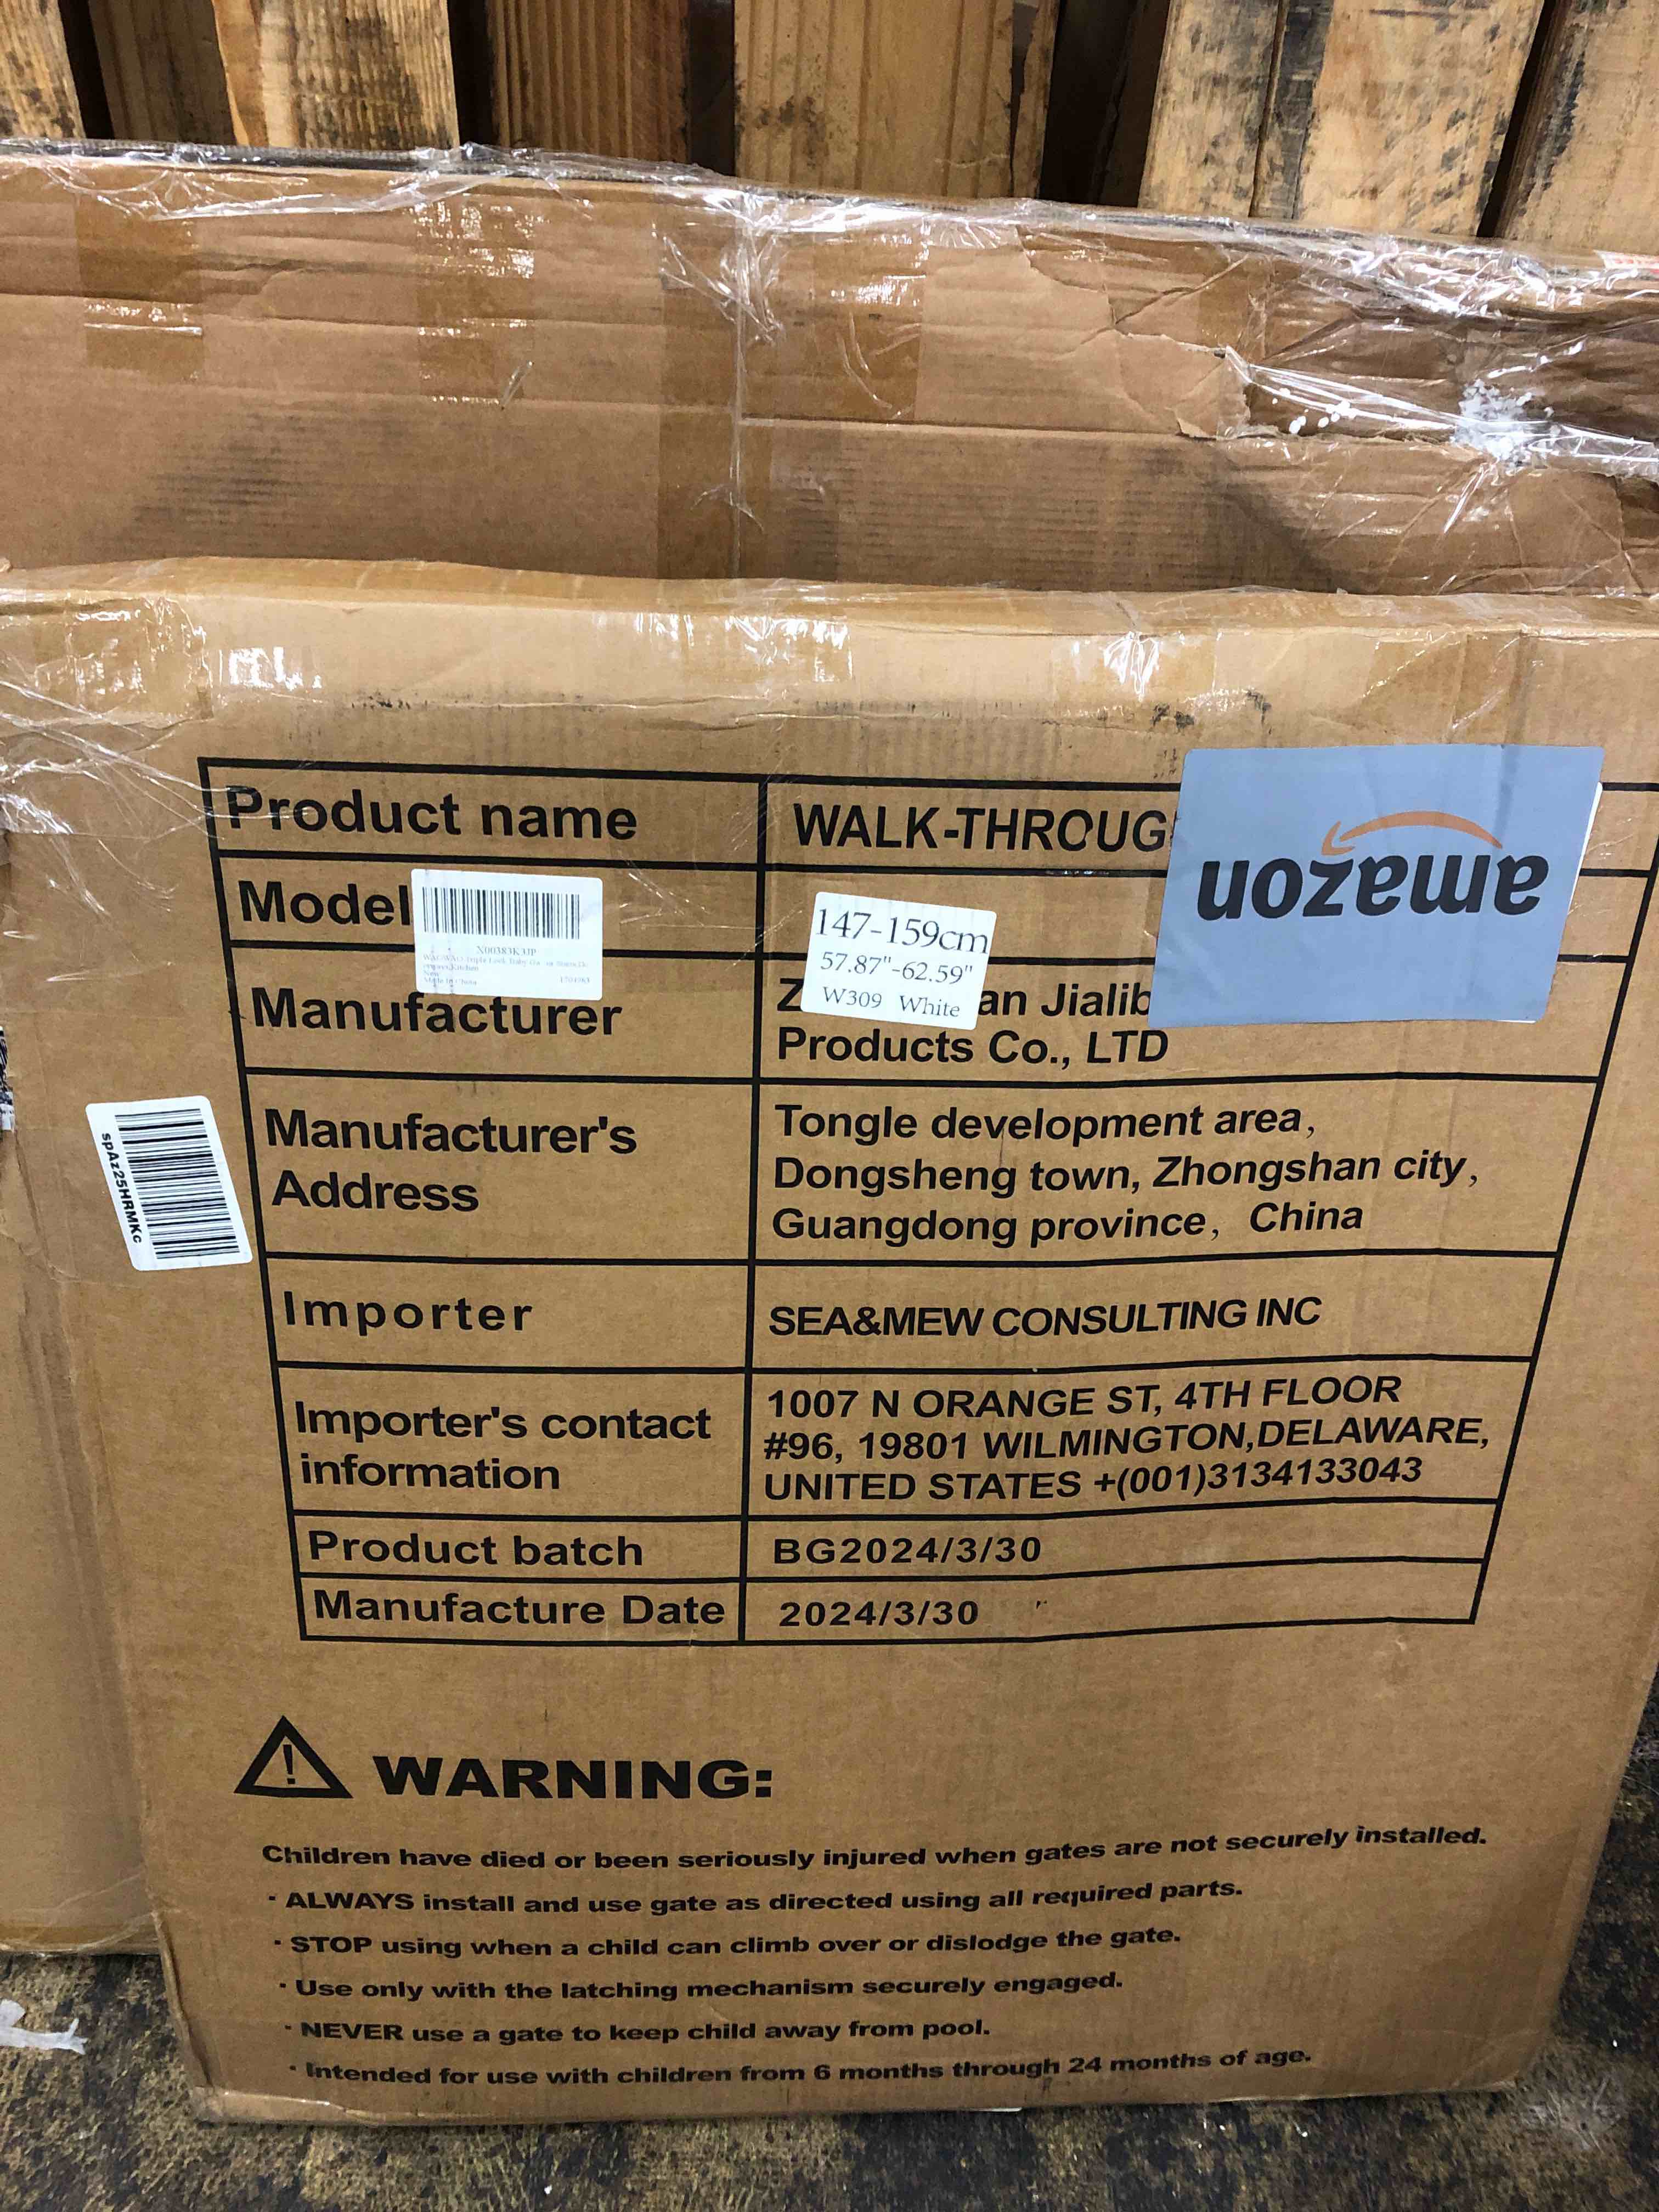 Product name
WALK-THROUG
amazon
Model
147-159cm
57.87"-62.59"
W309 White
Manufacturer
an Jialib
Products Co., LTD
Manufacturer's
Address
Tongle development area,
Dongsheng town, Zhongshan city,
Guangdong province, China
spAz25HRMKc
Importer
SEA&MEW CONSULTING INC
Importer's contact
information
1007 N ORANGE ST, 4TH FLOOR
#96, 19801 WILMINGTON,DELAWARE,
UNITED STATES +(001)3134133043
Product batch
BG2024/3/30
Manufacture Date
2024/3/30
WARNING:
Children have died or been seriously injured when gates are not securely installed.
· ALWAYS install and use gate as directed using all required parts.
· STOP using when a child can climb over or dislodge the gate.
· Use only with the latching mechanism securely engaged.
· NEVER use a gate to keep child away from pool.
· Intended for use with children from 6 months through 24 months of age.